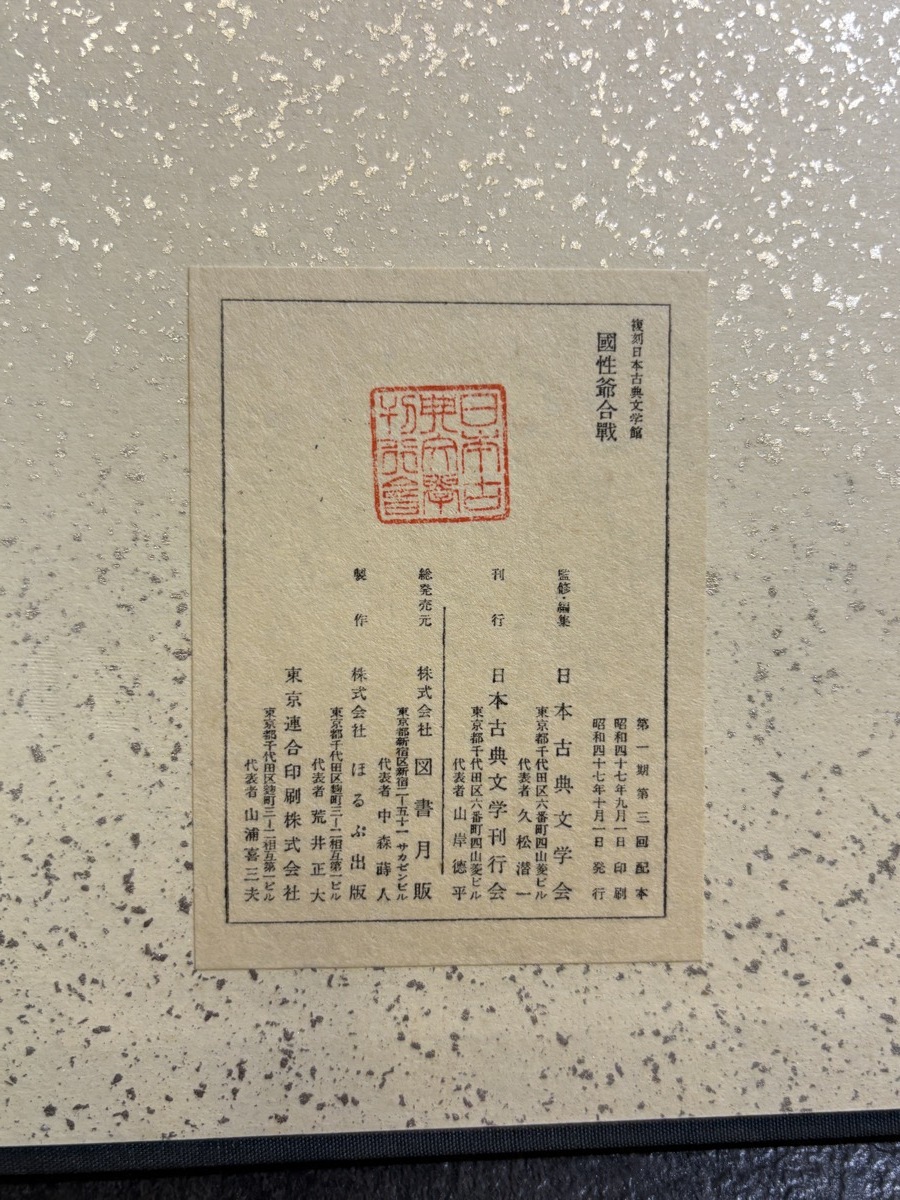 復刻日本古典文学館
國性爺合戰
日本古
典文學
刊行會
第一期第三回配本
昭和四十七年九月一日 印刷
昭和四十七年十月一日 発行
監修・編集 日本古典文学会
東京都千代田区六番町四山菱ビル
代表者 久松潜一
刊行 日本古典文学刊行会
東京都千代田区六番町四山菱ビル
代表者 山岸徳平
総発売元 株式会社 図書月販
東京都新宿区新宿二ー五十一 サカゼンビル
代表者 中森蒔人
製作 株式会社 ほるぷ出版
東京都千代田区麹町三ー二相互第一ビル
代表者 荒井正大
東京連合印刷株式会社
東京都千代田区麹町三ー二相互第一ビル
代表者 山浦喜三夫